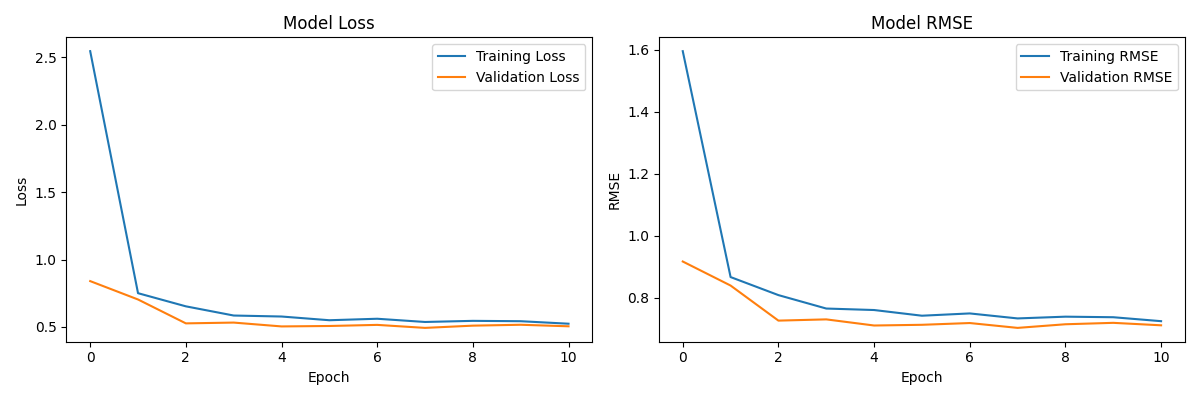 Model Loss
Training Loss
Validation Loss
2.5
2.0
1.5
1.0
0.5
Loss
0 2 4 6 8 10
Epoch
Model RMSE
Training RMSE
Validation RMSE
1.6
1.4
1.2
1.0
0.8
RMSE
0 2 4 6 8 10
Epoch